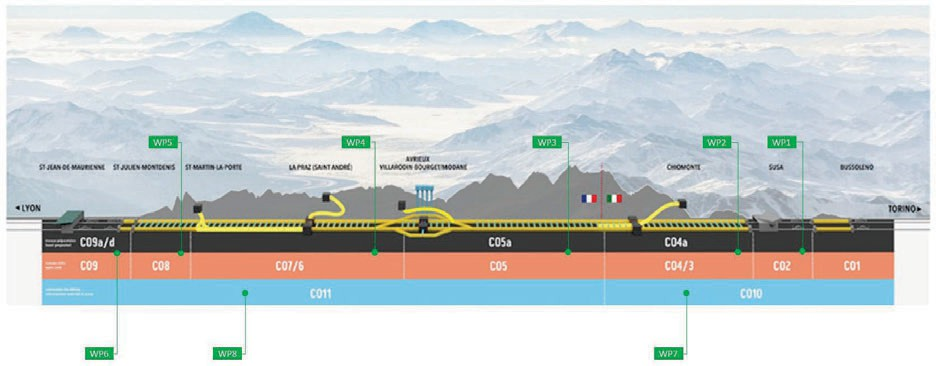 WP5
WP4
WP3
WP2
WP1
AVRIEUX
ST-JEAN-DE-MAURIENNE
ST-JULIEN-MONTDENIS
ST-MARTIN-LA-PORTE
LA PRAZ (SAINT ANDRÉ)
VILLARODIN-BOURGET/MODANE
CHIOMONTE
SUSA
BUSSOLENO
◄ LYON
TORINO ►
C09a/d
C05a
C04a
C09
C08
C07/6
C05
C04/3
C02
C01
C011
C010
WP6
WP8
WP7